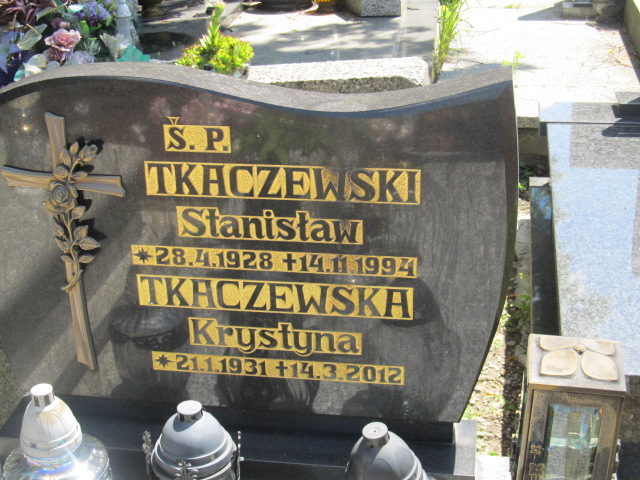 Ś. P.
TKACZEWSKI
Stanisław
*28.4.1928 +14.11.1994
TKACZEWSKA
Krystyna
*21.1.1931 +14.3.2012